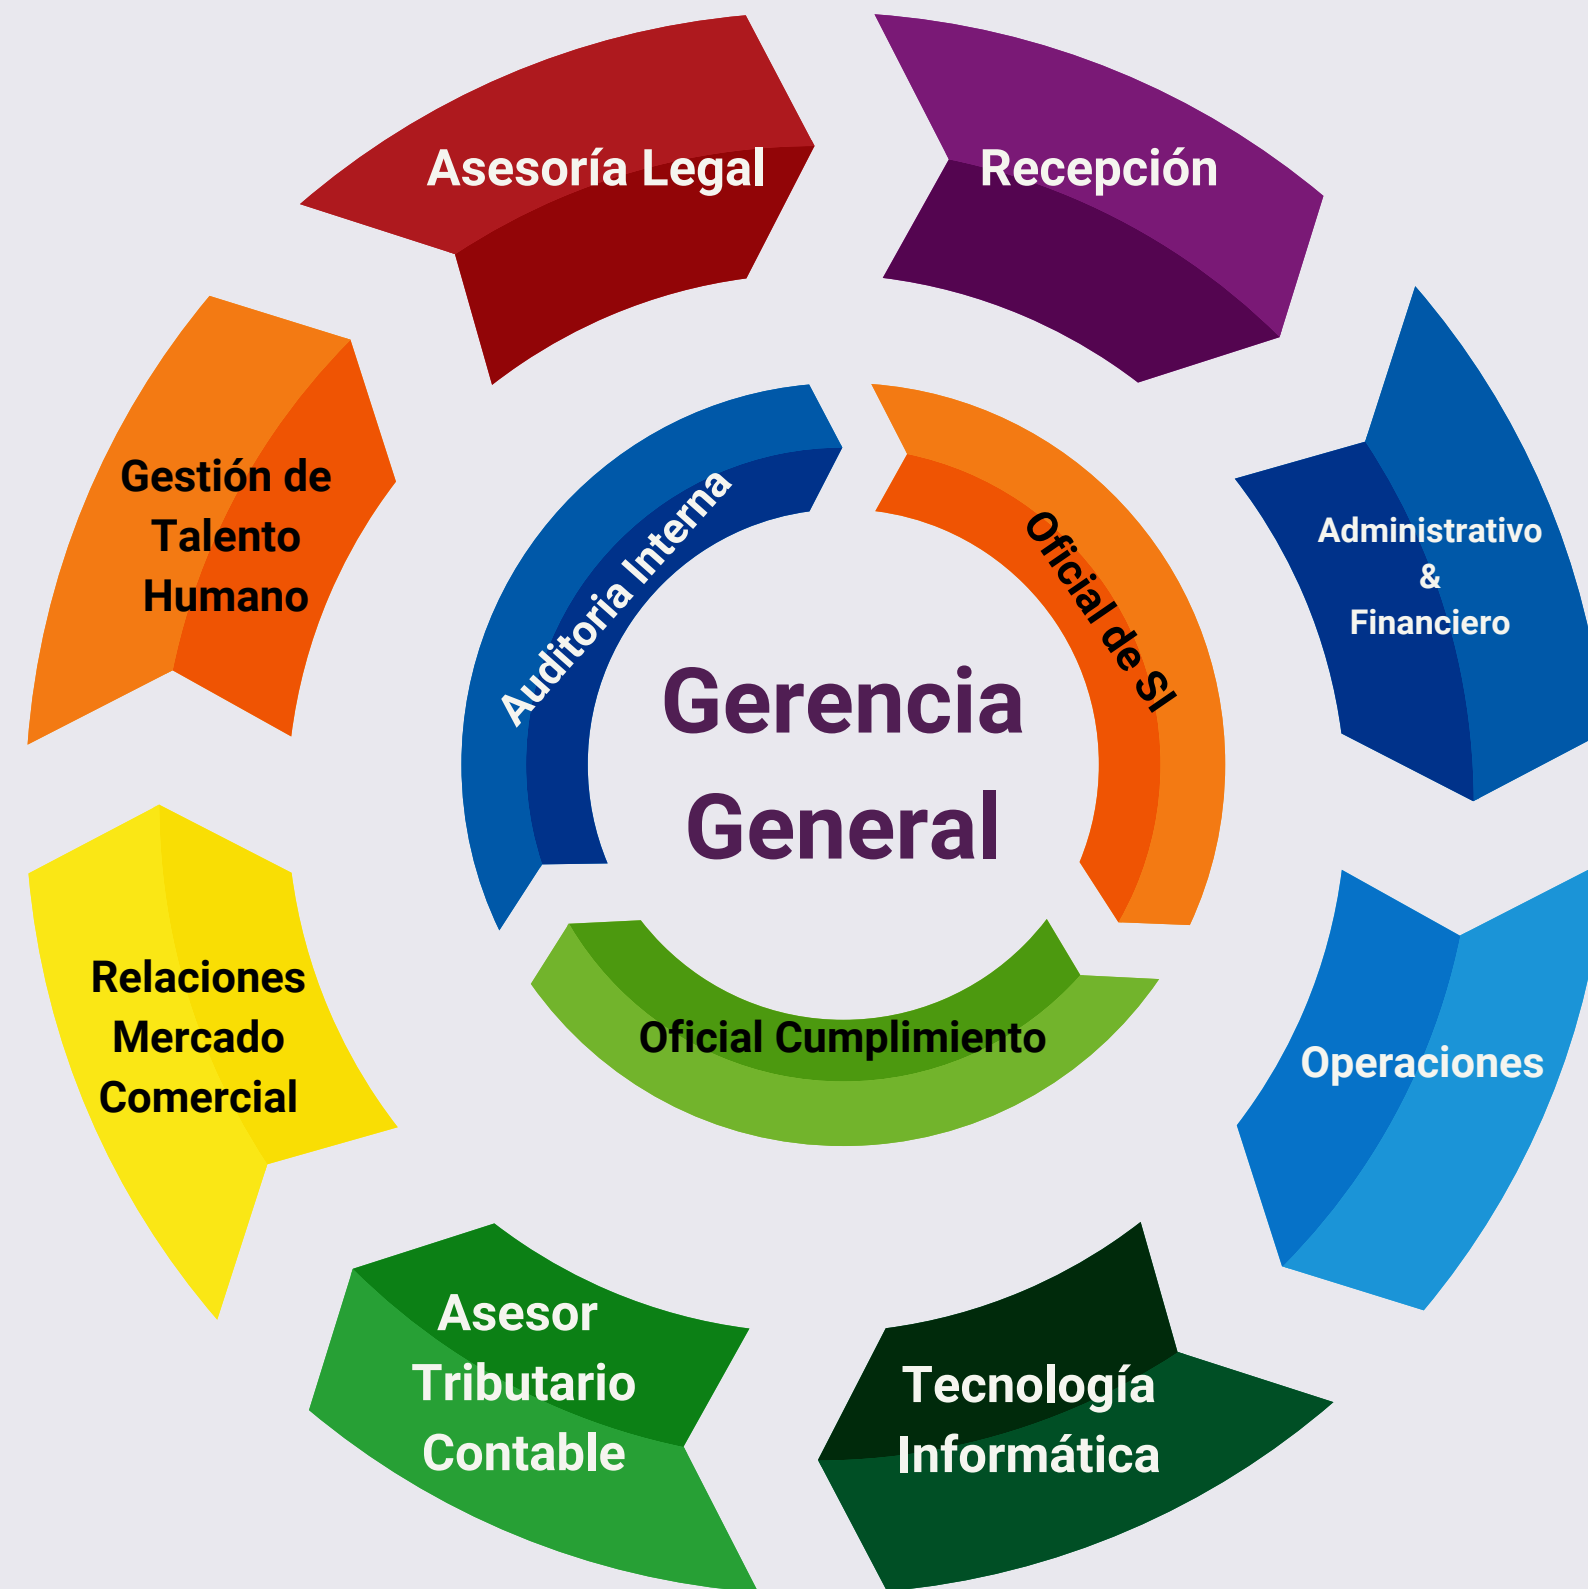 Asesoría Legal
Recepción
Gestión de
Talento
Humano
Administrativo
&
Financiero
Auditoria Interna
Oficial de SI
Gerencia
General
Relaciones
Mercado
Comercial
Oficial Cumplimiento
Operaciones
Asesor
Tributario
Contable
Tecnología
Informática